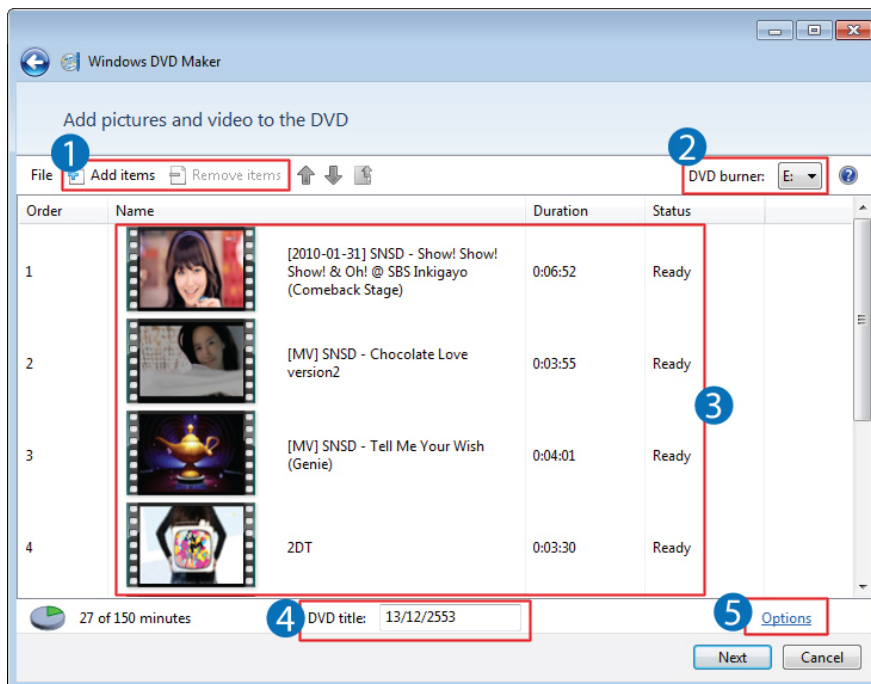 Windows DVD Maker
Add pictures and video to the DVD
1
2
File Add items Remove items DVD burner: E:
Order Name Duration Status
1 [2010-01-31] SNSD - Show! Show!
Show! & Oh! @ SBS Inkigayo
(Comeback Stage) 0:06:52 Ready
2 [MV] SNSD - Chocolate Love
version2 0:03:55 Ready
3
3 [MV] SNSD - Tell Me Your Wish
(Genie) 0:04:01 Ready
4 2DT 0:03:30 Ready
27 of 150 minutes 4 DVD title: 13/12/2553 5 Options
Next Cancel